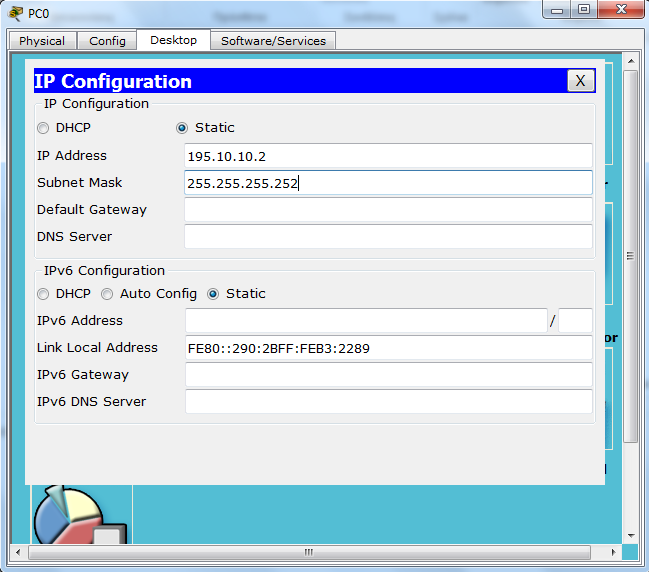 PC0
Physical Config Desktop Software/Services
IP Configuration X
IP Configuration
DHCP Static
IP Address 195.10.10.2
Subnet Mask 255.255.255.252
Default Gateway
DNS Server
IPv6 Configuration
DHCP Auto Config Static
IPv6 Address /
Link Local Address FE80::290:2BFF:FEB3:2289
IPv6 Gateway
IPv6 DNS Server